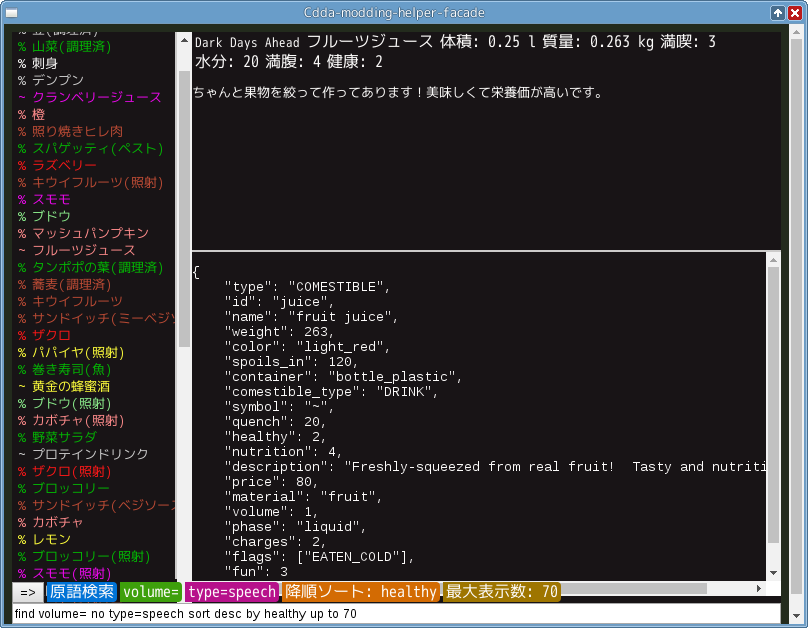 Cdda-modding-helper-facade
% 山菜(調理済)
% 刺身
% デンプン
~ クランベリージュース
% 橙
% 照り焼きヒレ肉
% スパゲッティ(ペスト)
% ラズベリー
% キウイフルーツ(照射)
% スモモ
% ブドウ
% マッシュパンプキン
~ フルーツジュース
% タンポポの葉(調理済)
% 蕎麦(調理済)
% キウイフルーツ
% サンドイッチ(ミーベジソ
% ザクロ
% パパイヤ(照射)
% 巻き寿司(魚)
~ 黄金の蜂蜜酒
% ブドウ(照射)
% カボチャ(照射)
% 野菜サラダ
~ プロテインドリンク
% ザクロ(照射)
% ブロッコリー
% サンドイッチ(ベジソース
% カボチャ
% レモン
% ブロッコリー(照射)
% スモモ(照射)
Dark Days Ahead フルーツジュース 体積: 0.25 l 質量: 0.263 kg 満喫: 3
水分: 20 満腹: 4 健康: 2
ちゃんと果物を絞って作ってあります！美味しくて栄養価が高いです。
{
"type": "COMESTIBLE",
"id": "juice",
"name": "fruit juice",
"weight": 263,
"color": "light_red",
"spoils_in": 120,
"container": "bottle_plastic",
"comestible_type": "DRINK",
"symbol": "~",
"quench": 20,
"healthy": 2,
"nutrition": 4,
"description": "Freshly-squeezed from real fruit!  Tasty and nutriti
"price": 80,
"material": "fruit",
"volume": 1,
"phase": "liquid",
"charges": 2,
"flags": ["EATEN_COLD"],
"fun": 3
=> 原語検索 volume= type=speech 降順ソート: healthy 最大表示数: 70
find volume= no type=speech sort desc by healthy up to 70